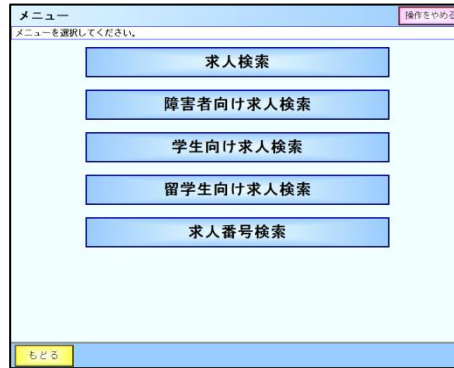 メニュー
操作をやめる
メニューを選択してください。
求人検索
障害者向け求人検索
学生向け求人検索
留学生向け求人検索
求人番号検索
もどる